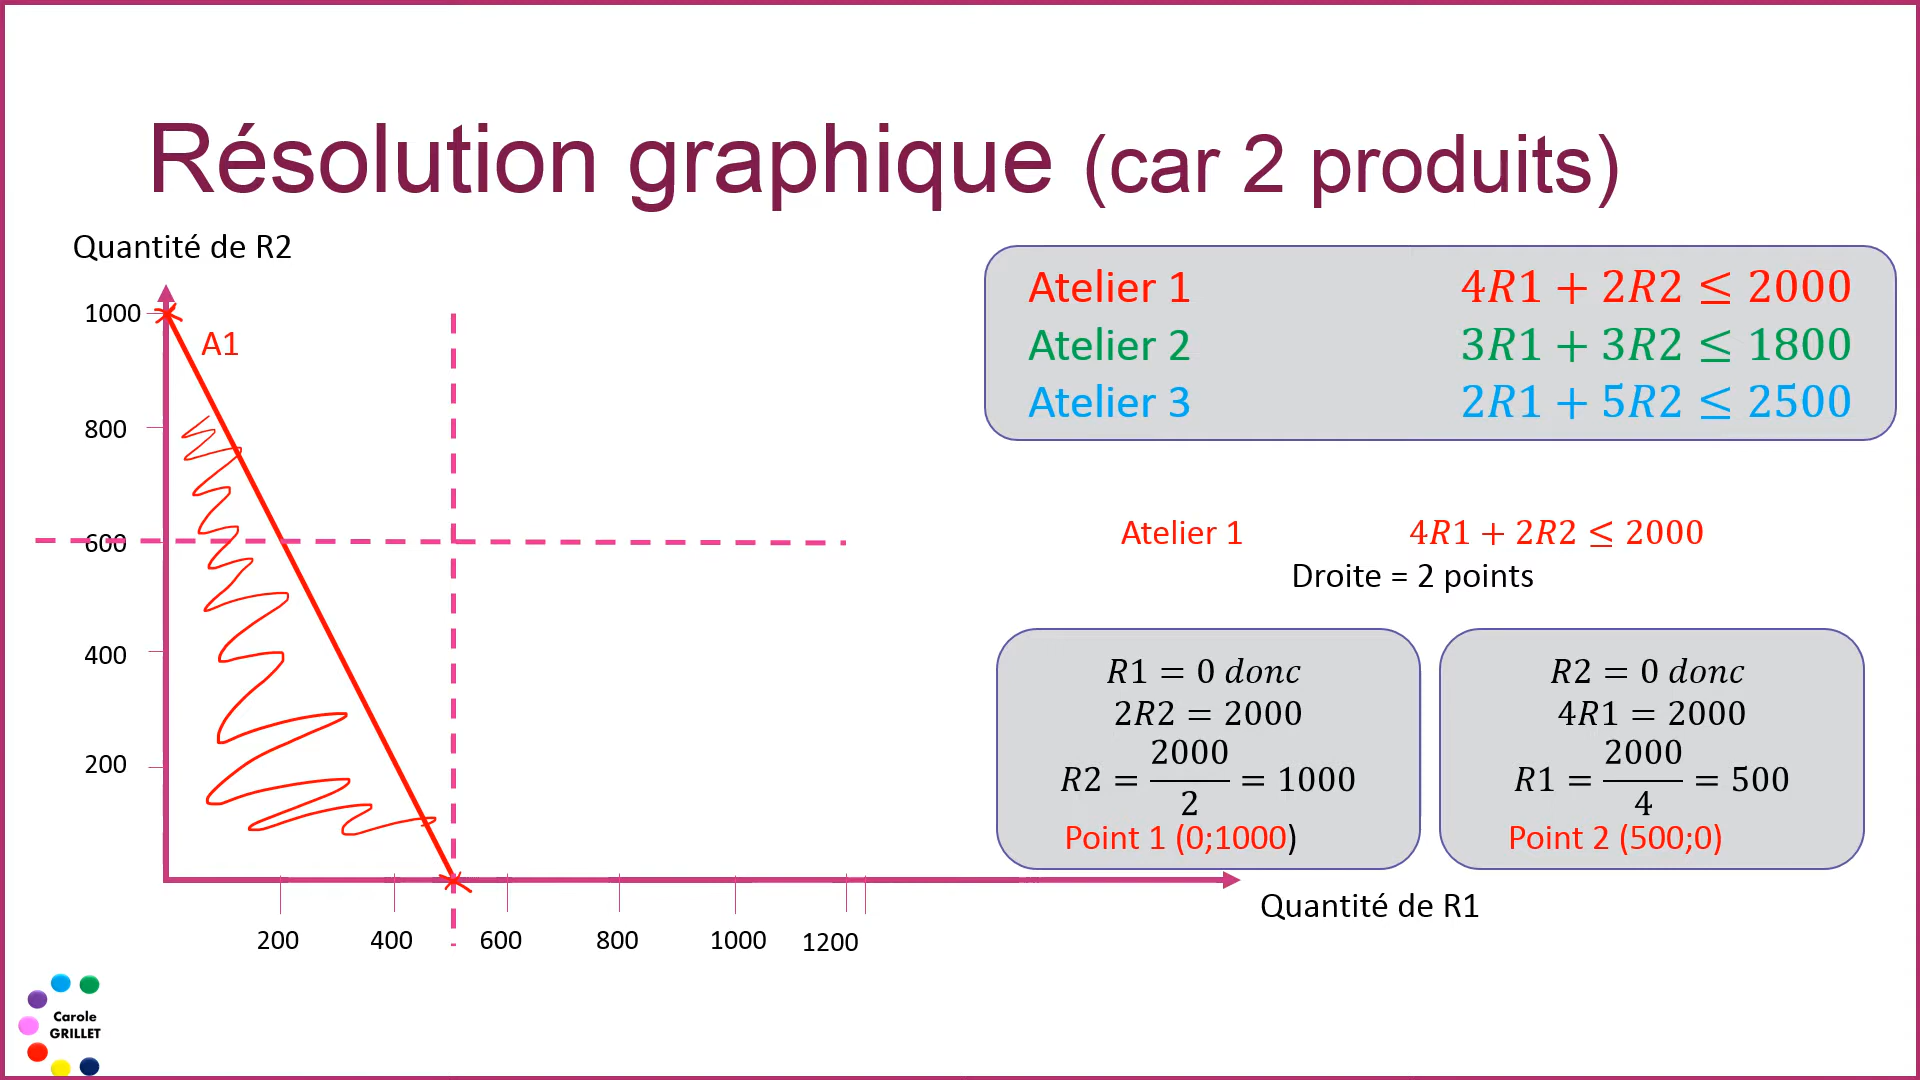 Résolution graphique (car 2 produits)
Quantité de R2
1000
A1
800
600
400
200
200 400 600 800 1000 1200
Quantité de R1
Atelier 1 4R1 + 2R2 ≤ 2000
Atelier 2 3R1 + 3R2 ≤ 1800
Atelier 3 2R1 + 5R2 ≤ 2500
Atelier 1 4R1 + 2R2 ≤ 2000
Droite = 2 points
R1 = 0 donc
2R2 = 2000
R2 = 2000/2 = 1000
Point 1 (0;1000)
R2 = 0 donc
4R1 = 2000
R1 = 2000/4 = 500
Point 2 (500;0)
Carole
GRILLET